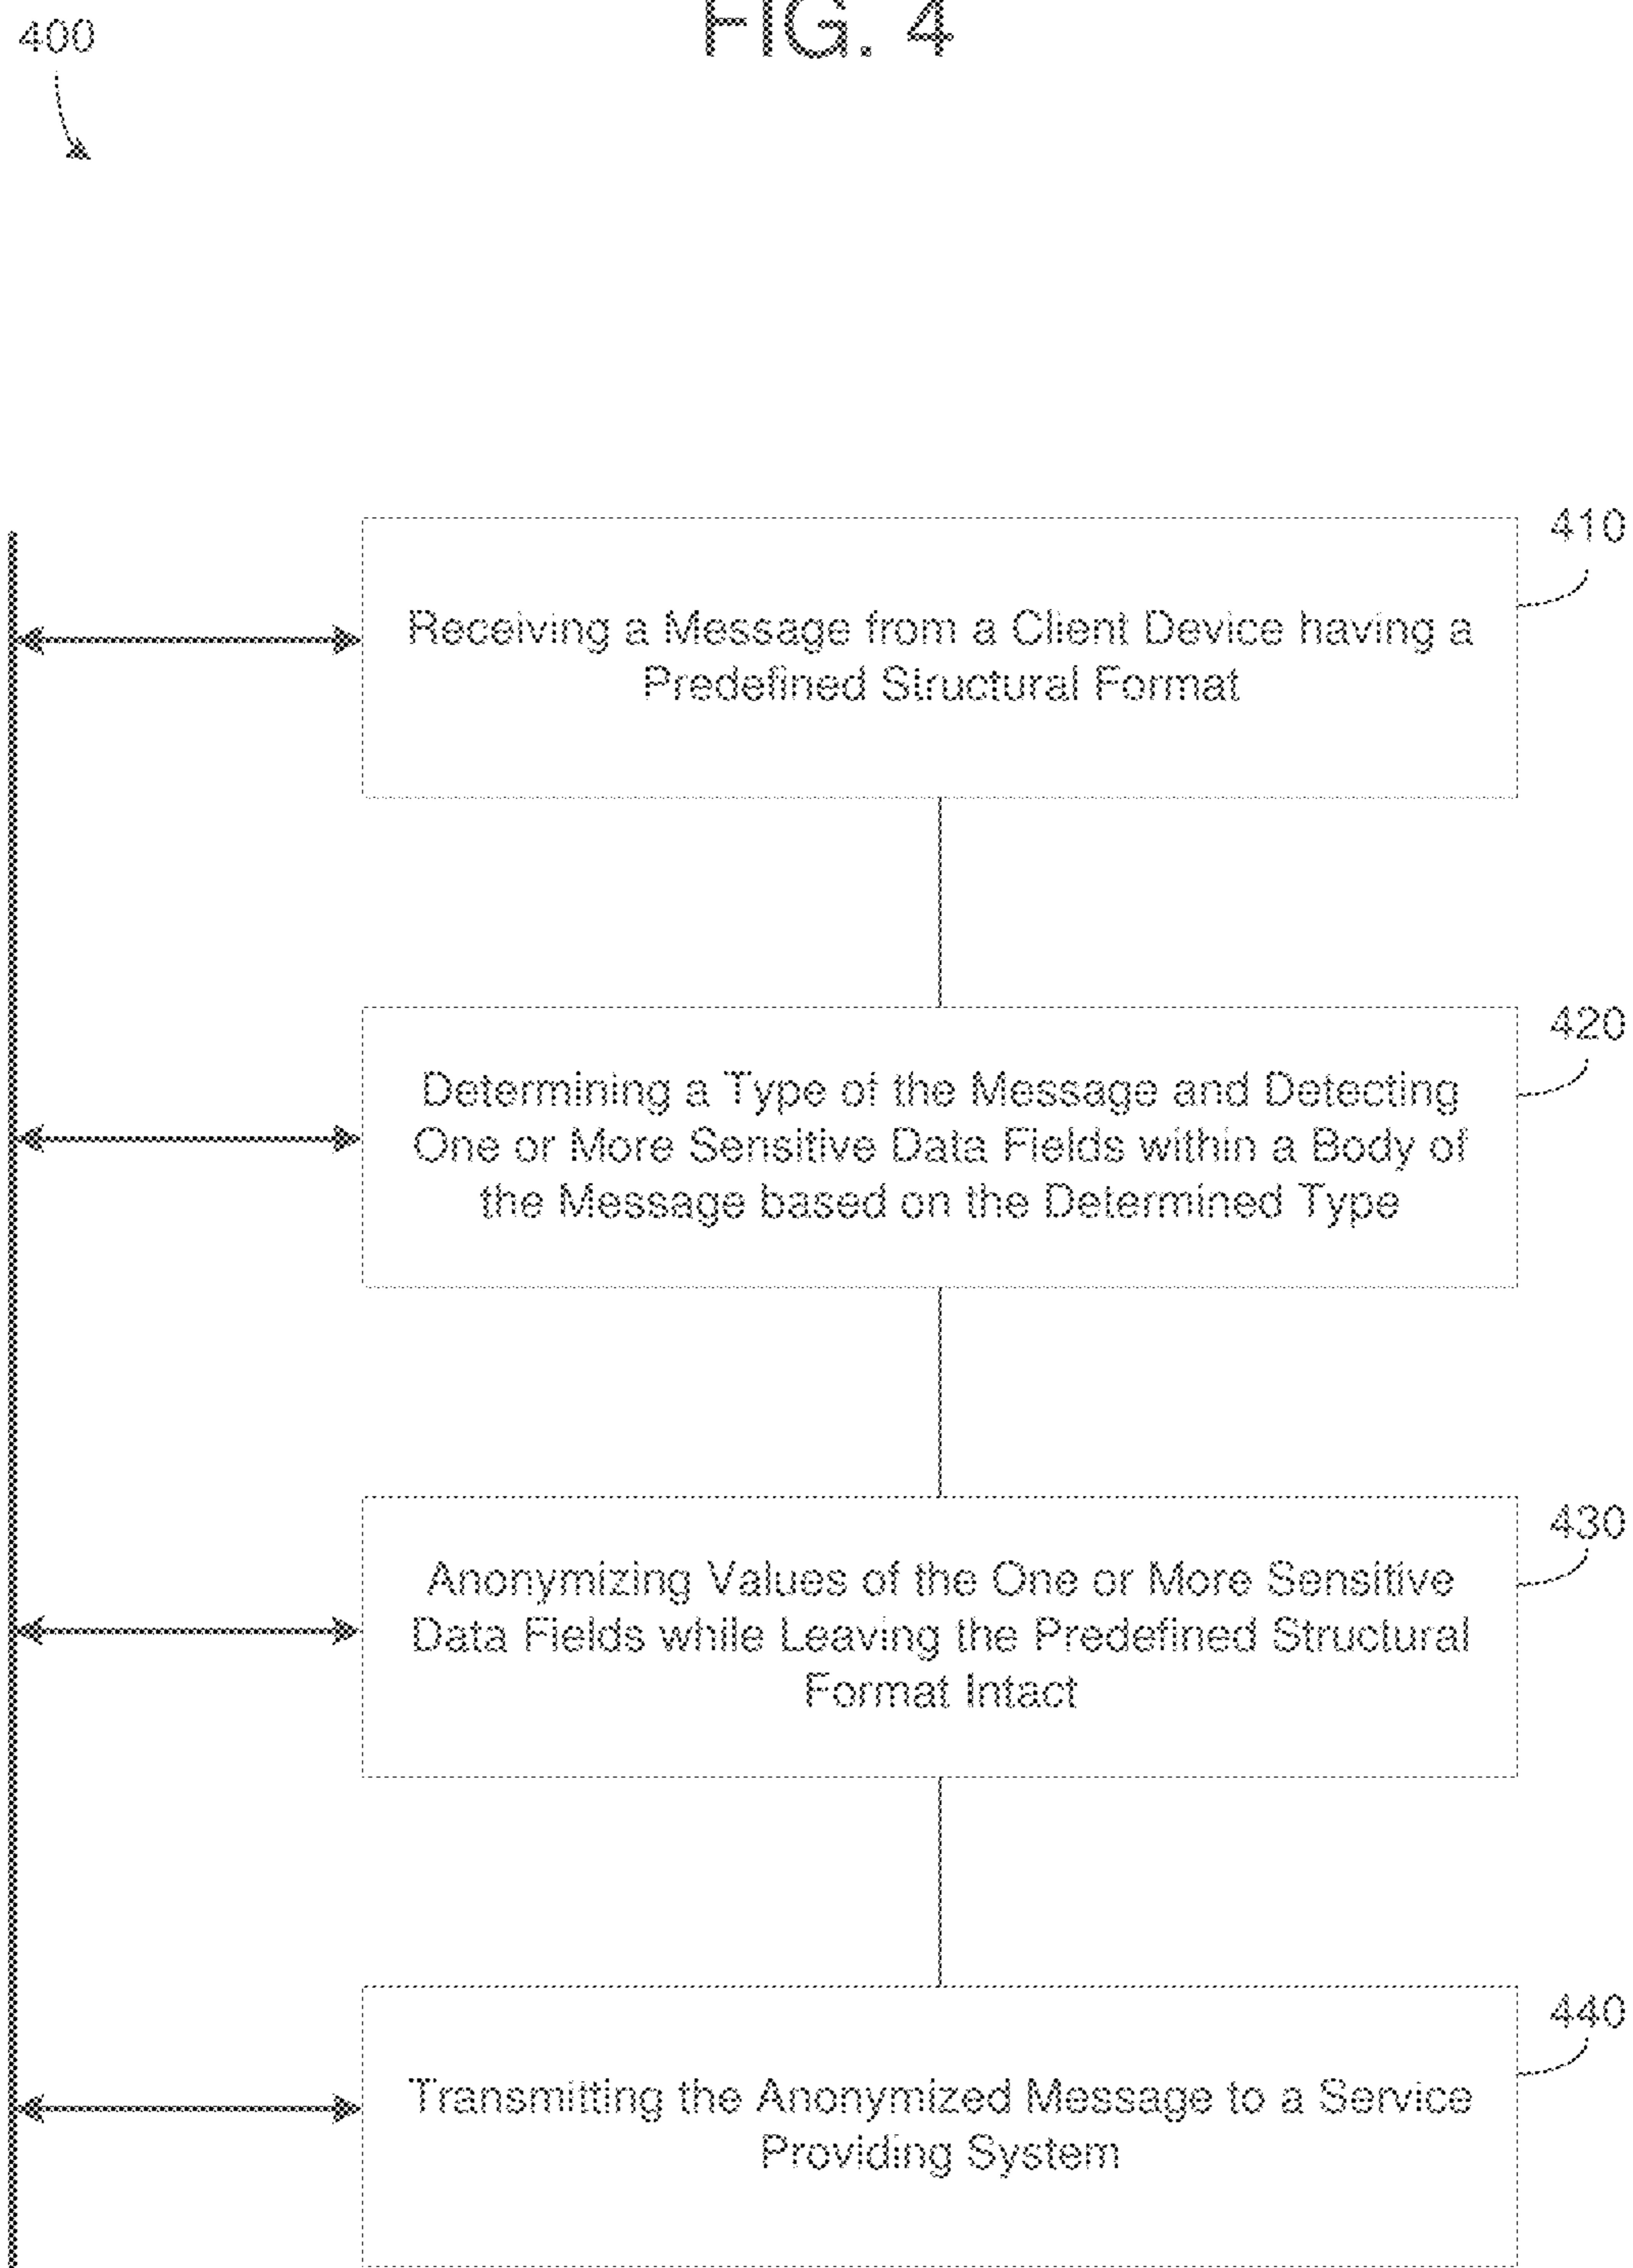 FIG. 4
400
410
Receiving a Message from a Client Device having a
Predefined Structural Format
420
Determining a Type of the Message and Detecting
One or More Sensitive Data Fields within a Body of
the Message based on the Determined Type
430
Anonymizing Values of the One or More Sensitive
Data Fields while Leaving the Predefined Structural
Format Intact
440
Transmitting the Anonymized Message to a Service
Providing System